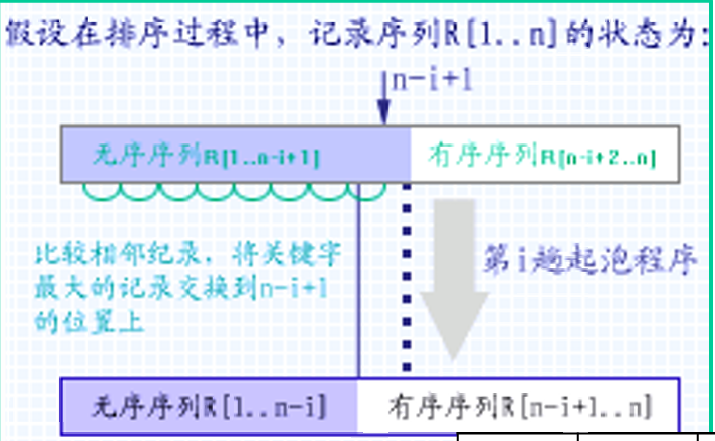 假设在排序过程中，记录序列R[1..n]的状态为:
n-i+1
无序序列R[1..n-i+1]
有序序列R[n-i+2..n]
比较相邻纪录，将关键字
最大的记录交换到n-i+1
的位置上
第i趟起泡程序
无序序列R[1..n-i]
有序序列R[n-i+1..n]